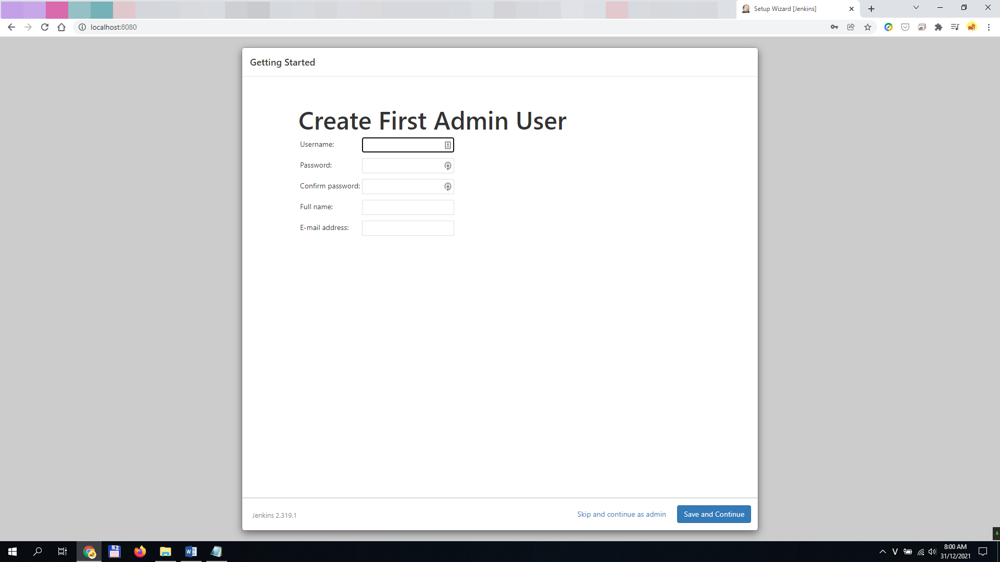 Setup Wizard [Jenkins]
localhost:8080
Getting Started
Create First Admin User
Username:
Password:
Confirm password:
Full name:
E-mail address:
Jenkins 2.319.1
Skip and continue as admin
Save and Continue
V
8:00 AM
31/12/2021